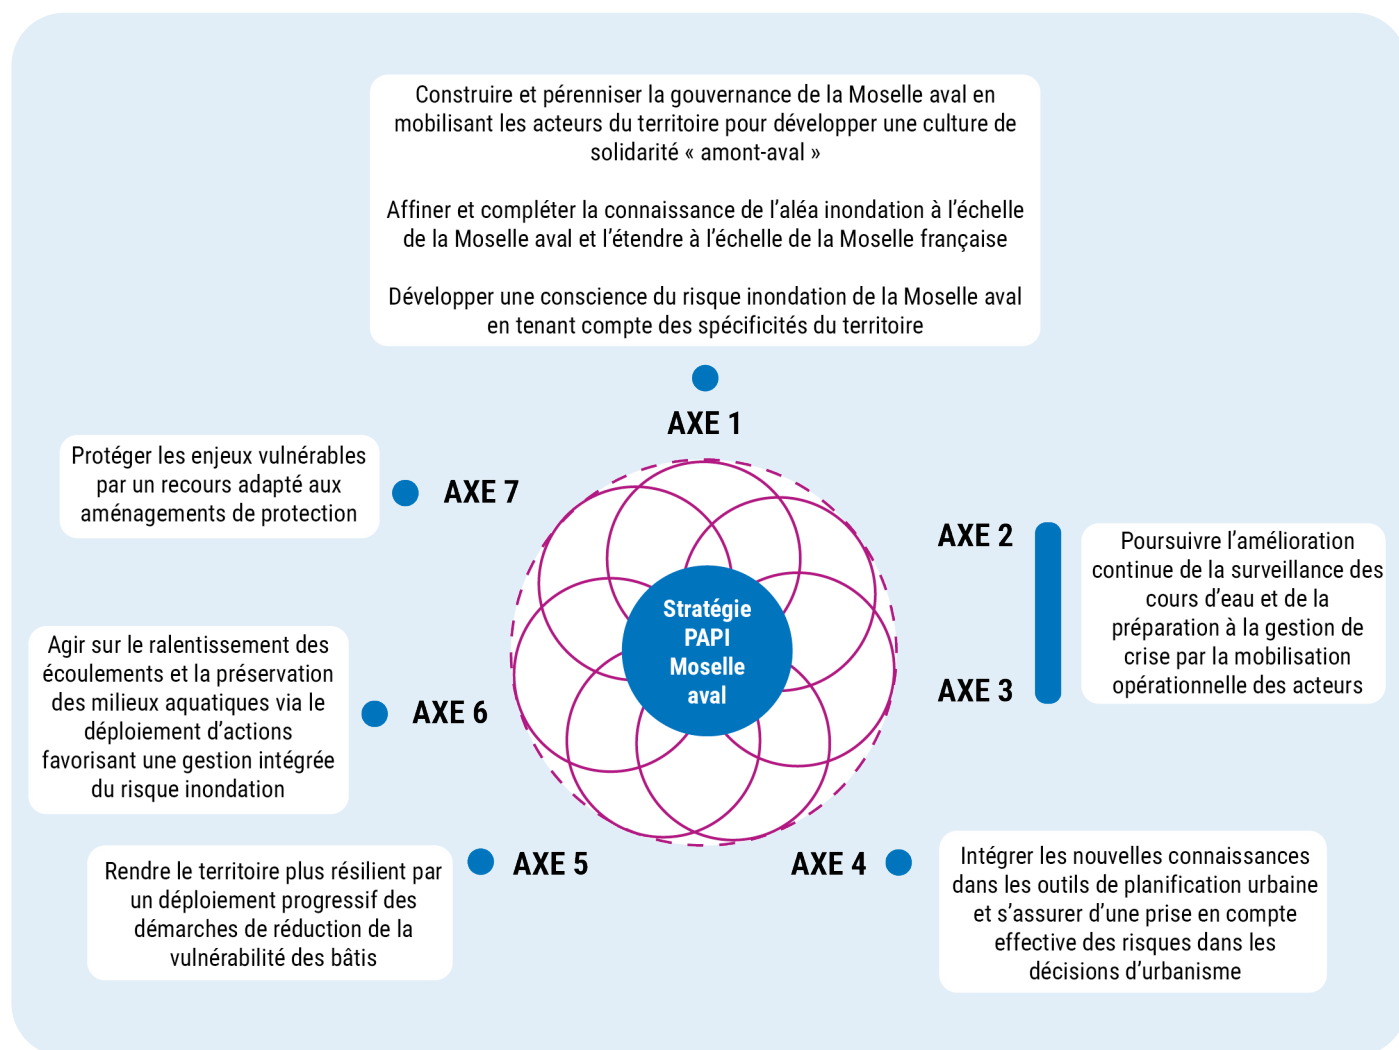 Construire et pérenniser la gouvernance de la Moselle aval en
mobilisant les acteurs du territoire pour développer une culture de
solidarité « amont-aval »
Affiner et compléter la connaissance de l’aléa inondation à l’échelle
de la Moselle aval et l’étendre à l’échelle de la Moselle française
Développer une conscience du risque inondation de la Moselle aval
en tenant compte des spécificités du territoire
AXE 1
AXE 2
AXE 3
Poursuivre l’amélioration
continue de la surveillance des
cours d’eau et de la
préparation à la gestion de
crise par la mobilisation
opérationnelle des acteurs
AXE 4
Intégrer les nouvelles connaissances
dans les outils de planification urbaine
et s’assurer d’une prise en compte
effective des risques dans les
décisions d’urbanisme
AXE 5
Rendre le territoire plus résilient par
un déploiement progressif des
démarches de réduction de la
vulnérabilité des bâtis
AXE 6
Agir sur le ralentissement des
écoulements et la préservation
des milieux aquatiques via le
déploiement d’actions
favorisant une gestion intégrée
du risque inondation
AXE 7
Protéger les enjeux vulnérables
par un recours adapté aux
aménagements de protection
Stratégie
PAPI
Moselle
aval